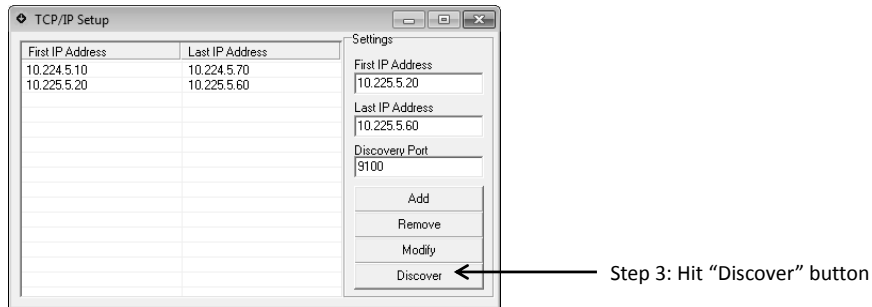 TCP/IP Setup
First IP Address Last IP Address
10.224.5.10 10.224.5.70
10.225.5.20 10.225.5.60
Settings
First IP Address
10.225.5.20
Last IP Address
10.225.5.60
Discovery Port
9100
Add
Remove
Modify
Discover
Step 3: Hit “Discover” button